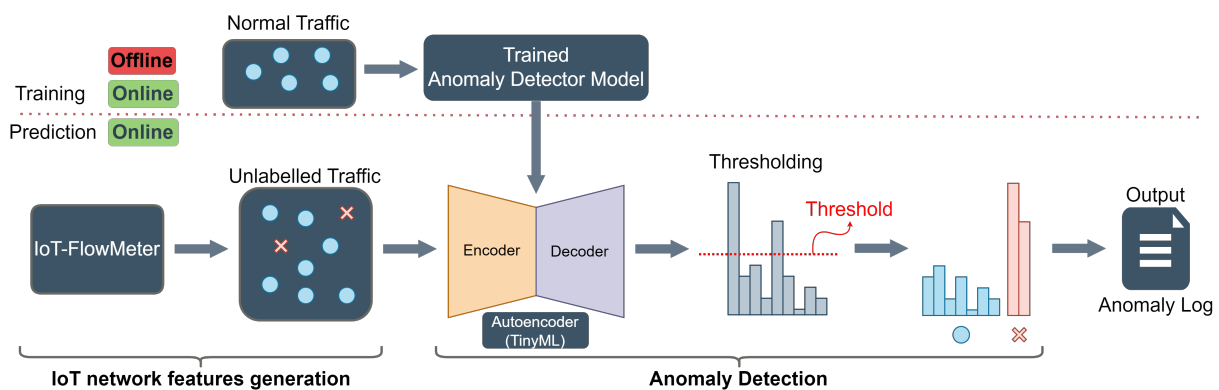 Normal Traffic
Offline
Trained
Anomaly Detector Model
Training
Online
Prediction
Online
Unlabelled Traffic
Thresholding
Output
Threshold
IoT-FlowMeter
Encoder
Decoder
Anomaly Log
Autoencoder
(TinyML)
IoT network features generation
Anomaly Detection